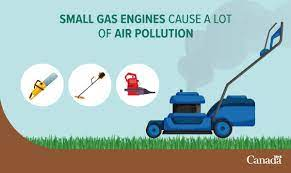 SMALL GAS ENGINES CAUSE A LOT
OF AIR POLLUTION
Canada